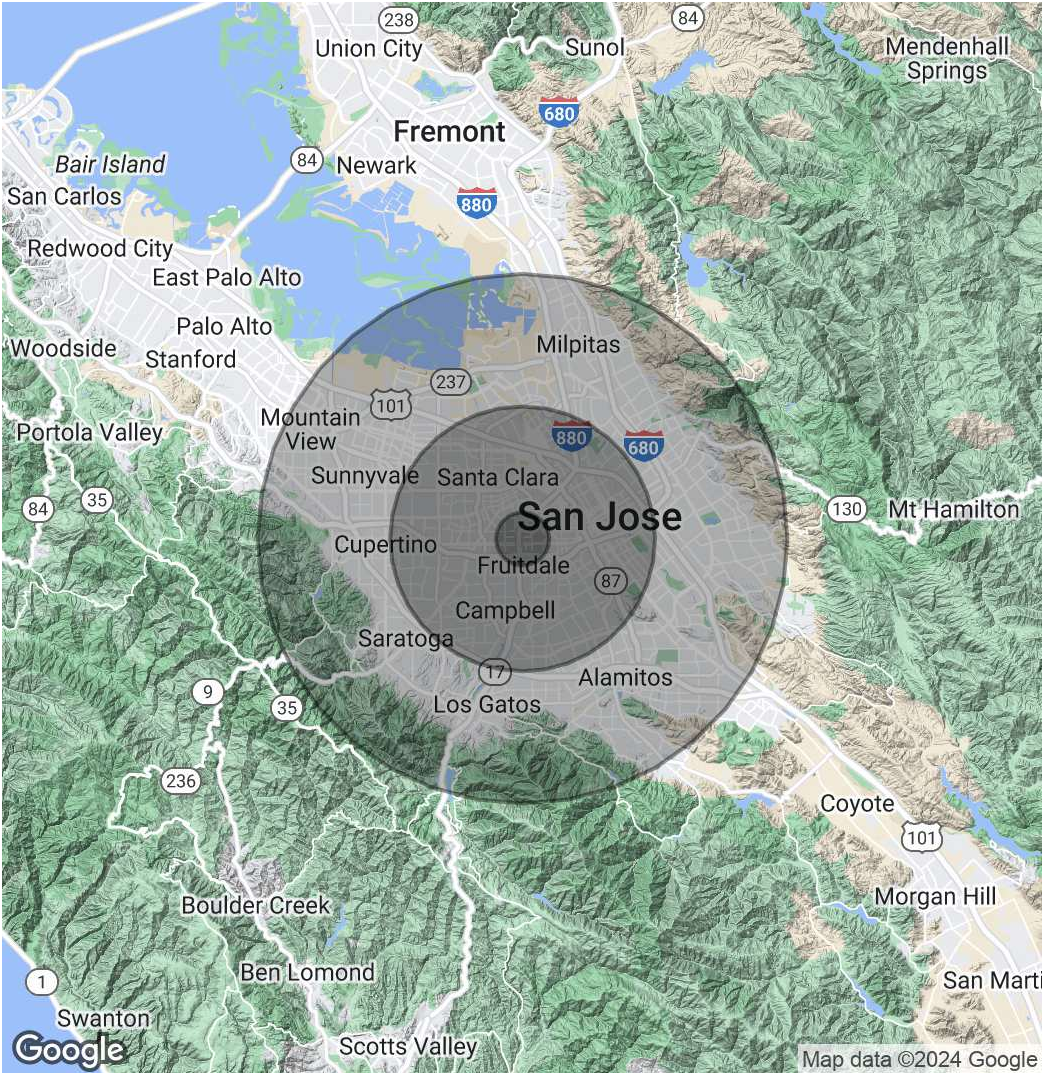 238
84
Union City
Sunol
Mendenhall
Springs
680
Fremont
84
Newark
Bair Island
San Carlos
880
Redwood City
East Palo Alto
Palo Alto
Woodside
Stanford
Milpitas
237
101
Mountain
View
Portola Valley
880
680
Sunnyvale
Santa Clara
35
84
San Jose
130
Mt Hamilton
Cupertino
Fruitdale
87
Campbell
Saratoga
17
Alamitos
9
35
Los Gatos
236
Coyote
101
Morgan Hill
Boulder Creek
Ben Lomond
San Marti
1
Swanton
Scotts Valley
Google
Map data ©2024 Google